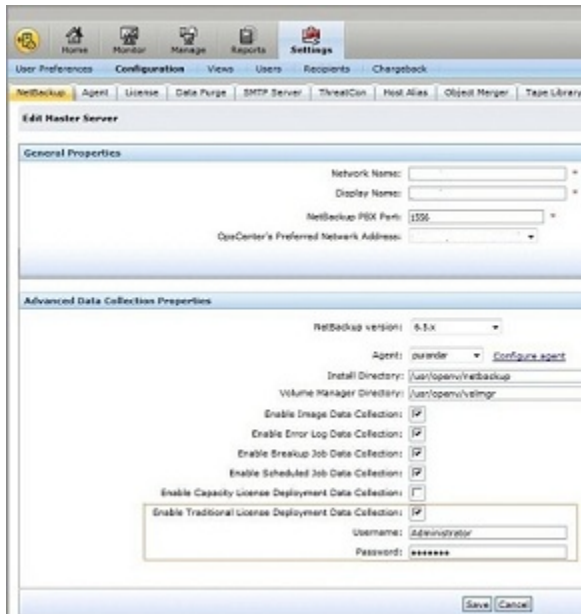 Home Monitor Manage Reports Settings
User Preferences Configuration Views Users Recipients Chargeback
NetBackup Agent License Data Purge SMTP Server ThreatCon Host Alias Object Merger Tape Library
Edit Master Server
General Properties
Network Name: *
Display Name: *
NetBackup PBX Port: 1556 *
OpsCenter's Preferred Network Address:
Advanced Data Collection Properties
NetBackup version: 6.5.x
Agent: purandar Configure agent
Install Directory: /usr/openv/netbackup
Volume Manager Directory: /usr/openv/volmgr
Enable Image Data Collection:
Enable Error Log Data Collection:
Enable Breakup Job Data Collection:
Enable Scheduled Job Data Collection:
Enable Capacity License Deployment Data Collection:
Enable Traditional License Deployment Data Collection:
Username: Administrator
Password: •••••••
Save Cancel